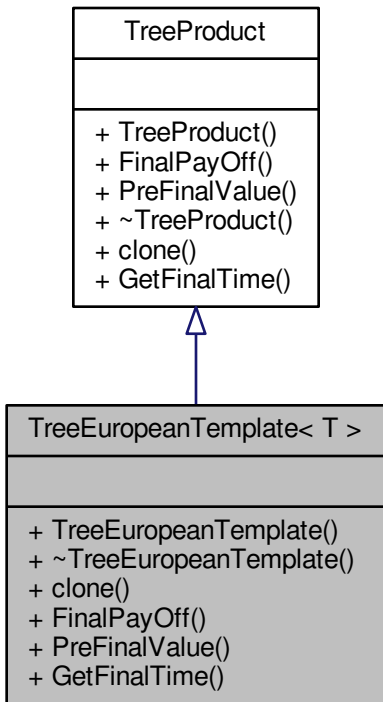 TreeProduct
+ TreeProduct()
+ FinalPayOff()
+ PreFinalValue()
+ ~TreeProduct()
+ clone()
+ GetFinalTime()
TreeEuropeanTemplate< T >
+ TreeEuropeanTemplate()
+ ~TreeEuropeanTemplate()
+ clone()
+ FinalPayOff()
+ PreFinalValue()
+ GetFinalTime()